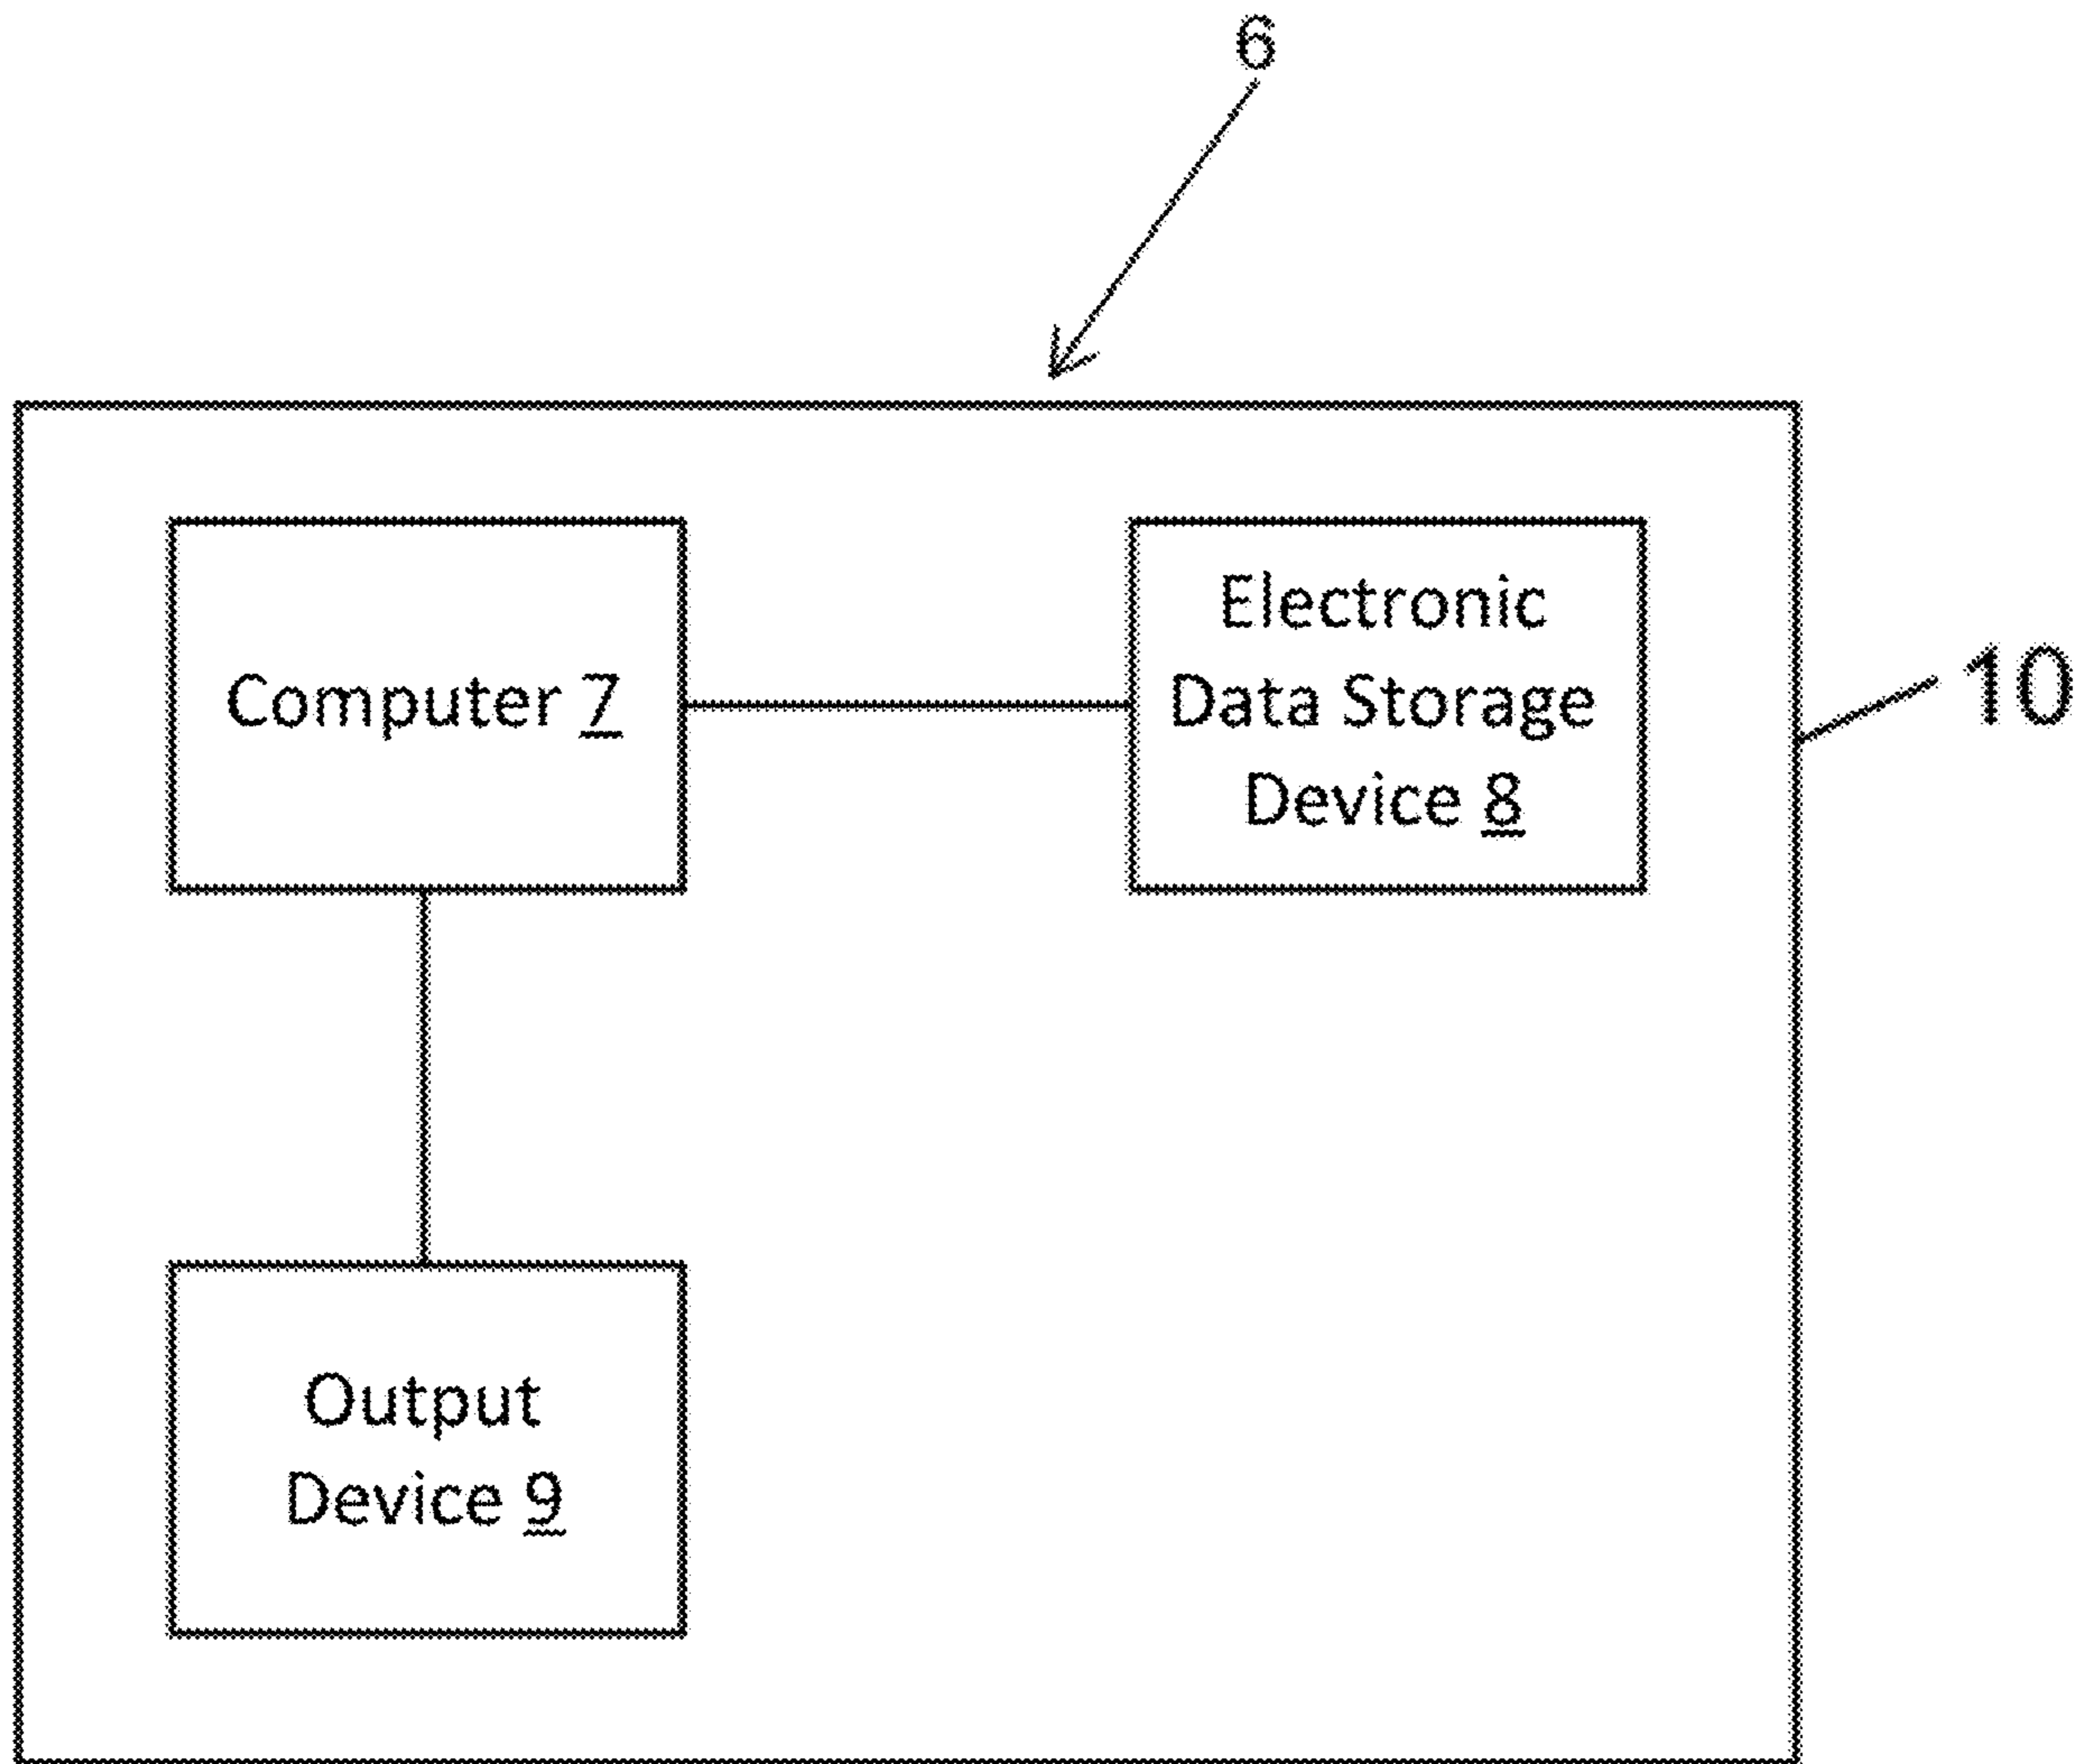 6
Computer 7
Electronic
Data Storage
Device 8
10
Output
Device 9